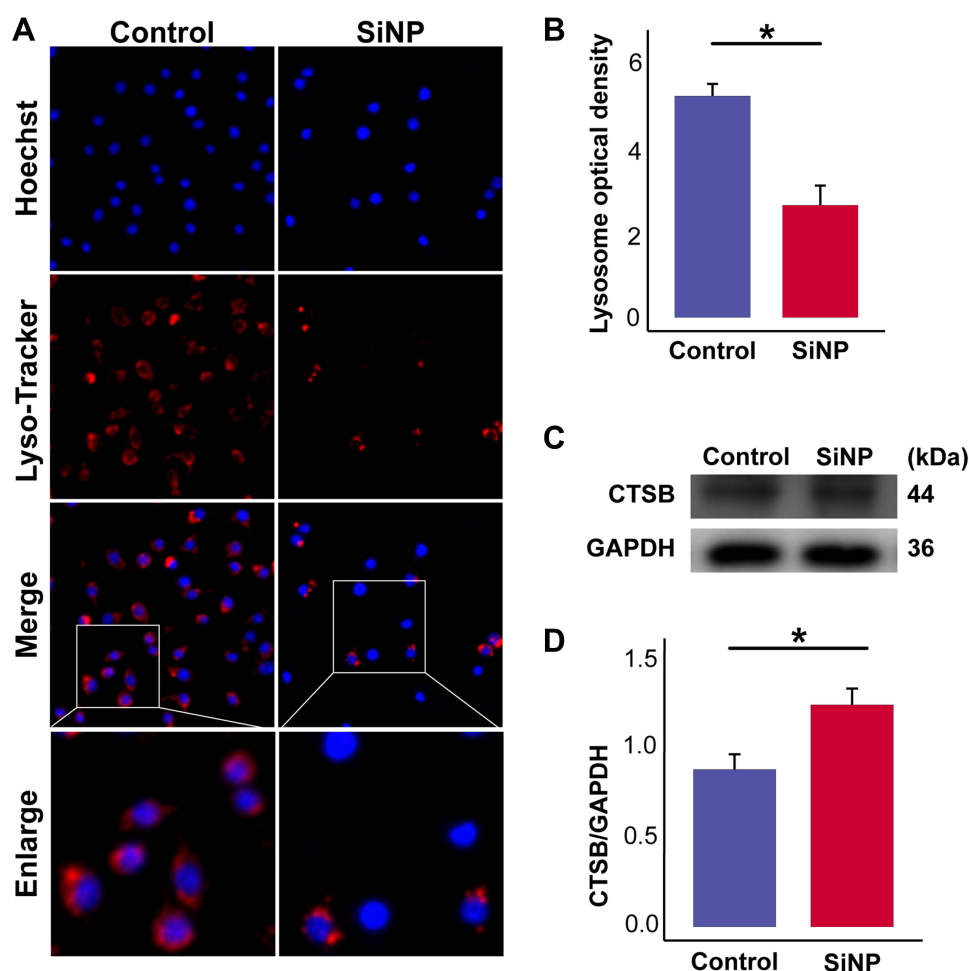 A
Control
SiNP
Hoechst
Lyso-Tracker
Merge
Enlarge
B
*
Lysosome optical density
6
4
2
0
Control
SiNP
C
Control SiNP (kDa)
CTSB 44
GAPDH 36
D
*
CTSB/GAPDH
1.5
1.0
0.5
0.0
Control
SiNP